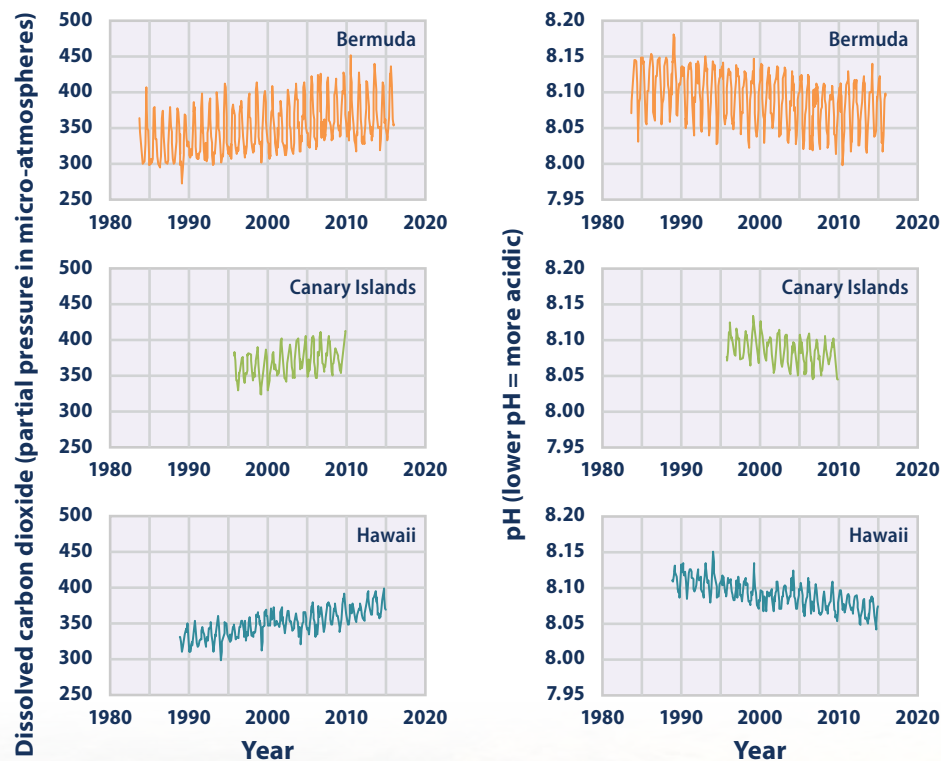 Dissolved carbon dioxide (partial pressure in micro-atmospheres)
500
450
400
350
300
250
Bermuda
1980 1990 2000 2010 2020
500
450
400
350
300
250
Canary Islands
1980 1990 2000 2010 2020
500
450
400
350
300
250
Hawaii
1980 1990 2000 2010 2020
Year
pH (lower pH = more acidic)
8.20
8.15
8.10
8.05
8.00
7.95
Bermuda
1980 1990 2000 2010 2020
8.20
8.15
8.10
8.05
8.00
7.95
Canary Islands
1980 1990 2000 2010 2020
8.20
8.15
8.10
8.05
8.00
7.95
Hawaii
1980 1990 2000 2010 2020
Year